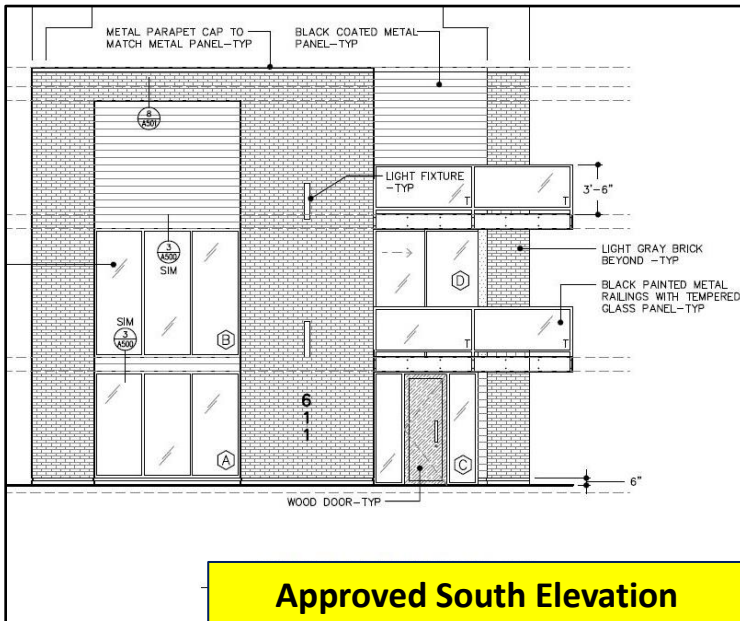 METAL PARAPET CAP TO
MATCH METAL PANEL-TYP
BLACK COATED METAL
PANEL-TYP
8
A501
LIGHT FIXTURE
-TYP
3'-6"
T
T
3
A500
SIM
D
LIGHT GRAY BRICK
BEYOND -TYP
BLACK PAINTED METAL
RAILINGS WITH TEMPERED
GLASS PANEL-TYP
SIM
3
A500
B
T
T
6
1
1
A
C
6"
WOOD DOOR-TYP
Approved South Elevation